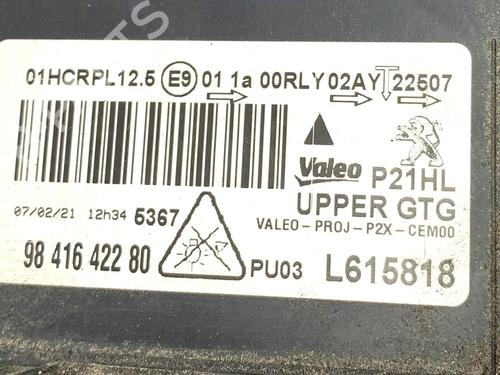 01HCRPL12.5 E9 01 1a 00RLY 02AY 22507
Valeo P21HL
UPPER GTG
07/02/21 12h34 5367
VALEO-PROJ-P2X-CEM00
98 416 422 80
PU03 L615818